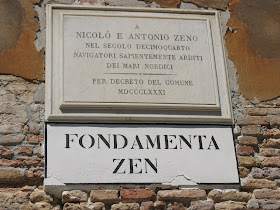 A
NICOLÒ E ANTONIO ZENO
NEL SECOLO DECIMOQUARTO
NAVIGATORI SAPIENTEMENTE ARDITI
DEI MARI NORDICI
PER DECRETO DEL COMUNE
MDCCCLXXXI
FONDAMENTA
ZEN